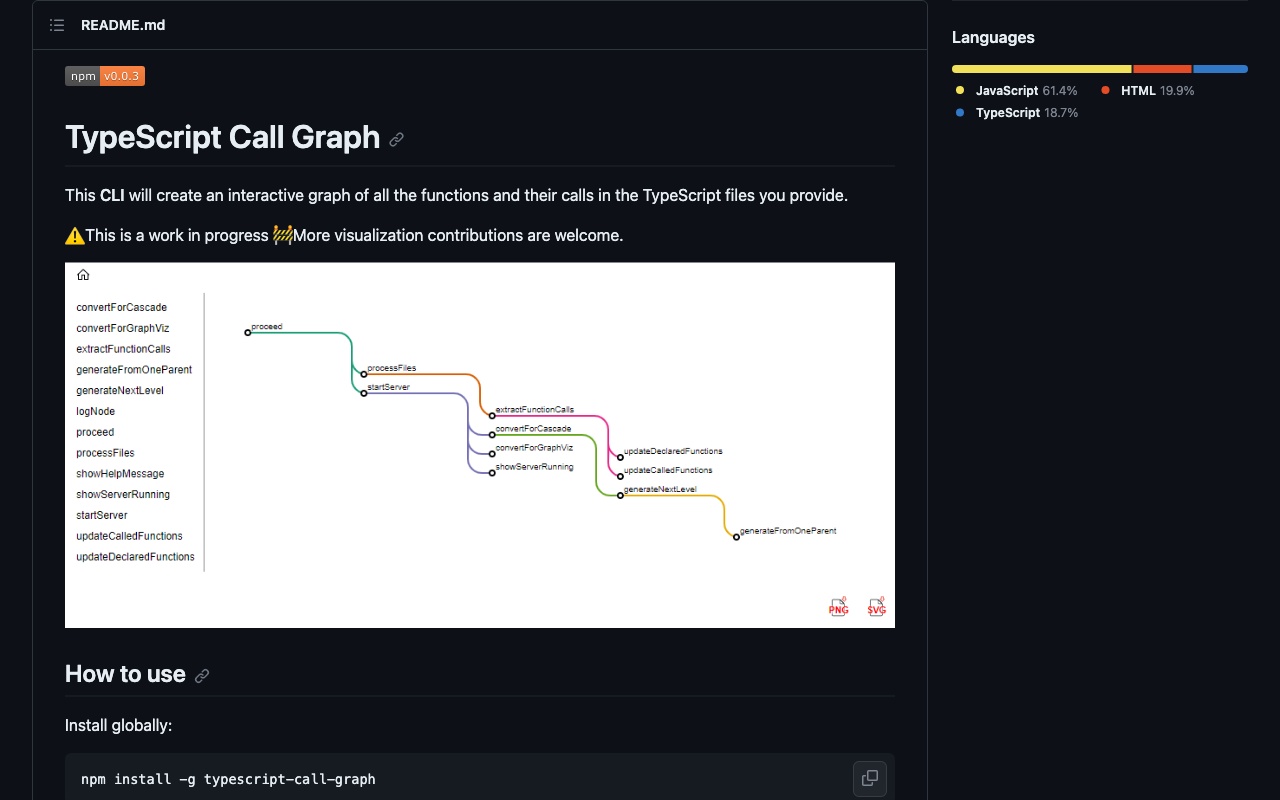 README.md
npm v0.0.3
TypeScript Call Graph
This CLI will create an interactive graph of all the functions and their calls in the TypeScript files you provide.
⚠️This is a work in progress 🚧More visualization contributions are welcome.
convertForCascade
convertForGraphViz
extractFunctionCalls
generateFromOneParent
generateNextLevel
logNode
proceed
processFiles
showHelpMessage
showServerRunning
startServer
updateCalledFunctions
updateDeclaredFunctions
proceed
processFiles
startServer
extractFunctionCalls
convertForCascade
convertForGraphViz
showServerRunning
updateDeclaredFunctions
updateCalledFunctions
generateNextLevel
generateFromOneParent
PNG
SVG
How to use
Install globally:
npm install -g typescript-call-graph
Languages
JavaScript 61.4%
HTML 19.9%
TypeScript 18.7%